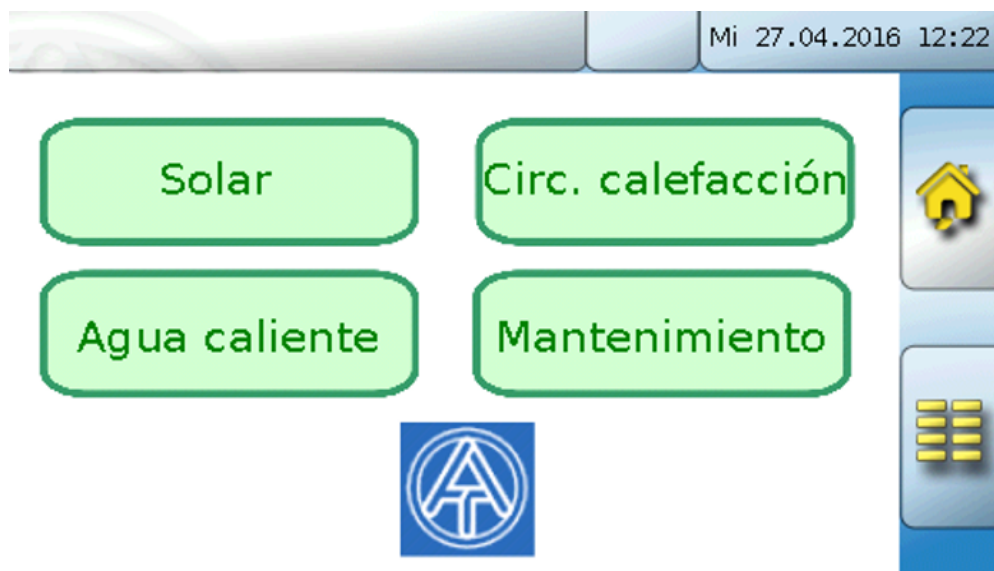 Mi 27.04.2016 12:22
Solar
Circ. calefacción
Agua caliente
Mantenimiento